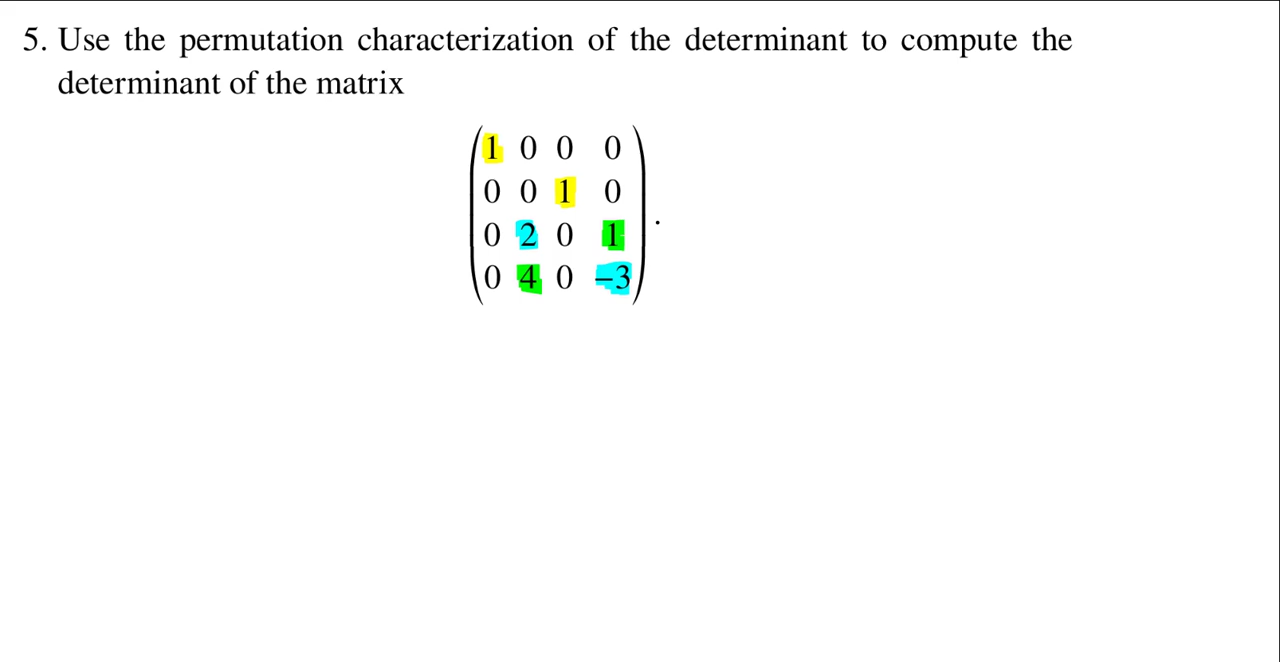 5. Use the permutation characterization of the determinant to compute the
determinant of the matrix
1 0 0 0
0 0 1 0
0 2 0 1
0 4 0 −3
.